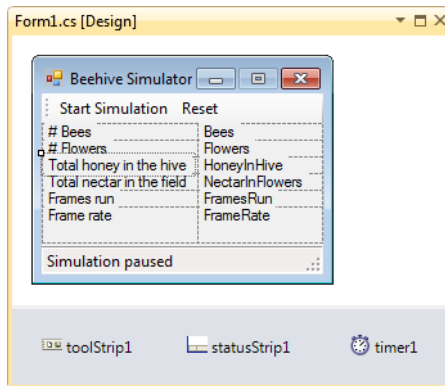 Form1.cs [Design]
Beehive Simulator
Start Simulation Reset
# Bees Bees
# Flowers Flowers
Total honey in the hive HoneyInHive
Total nectar in the field NectarInFlowers
Frames run FramesRun
Frame rate FrameRate
Simulation paused
toolStrip1 statusStrip1 timer1